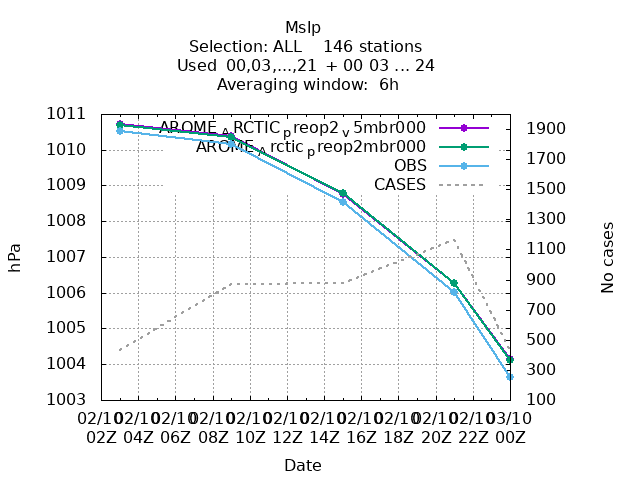 Mslp
Selection: ALL    146 stations
Used  00,03,...,21  + 00 03 ... 24
Averaging window:  6h
1011
1010
1009
1008
1007
1006
1005
1004
1003
hPa
AROME_ARCTIC_preop2_v5mbr000
AROME_Arctic_preop2mbr000
OBS
CASES
1900
1700
1500
1300
1100
900
700
500
300
100
No cases
02/10 02/10 02/10 02/10 02/10 02/10 02/10 02/10 02/10 02/10 02/10 03/10
02Z 04Z 06Z 08Z 10Z 12Z 14Z 16Z 18Z 20Z 22Z 00Z
Date